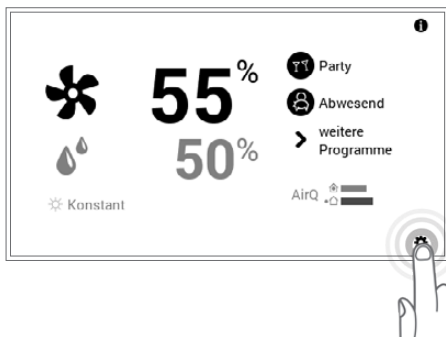 55%
Party
Abwesend
50%
weitere
Programme
Konstant
AirQ